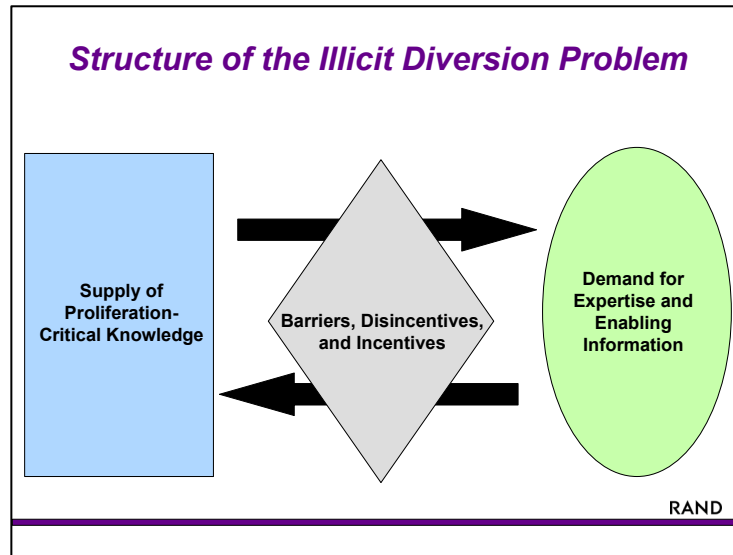 Structure of the Illicit Diversion Problem
Supply of
Proliferation-
Critical Knowledge
Barriers, Disincentives,
and Incentives
Demand for
Expertise and
Enabling
Information
RAND